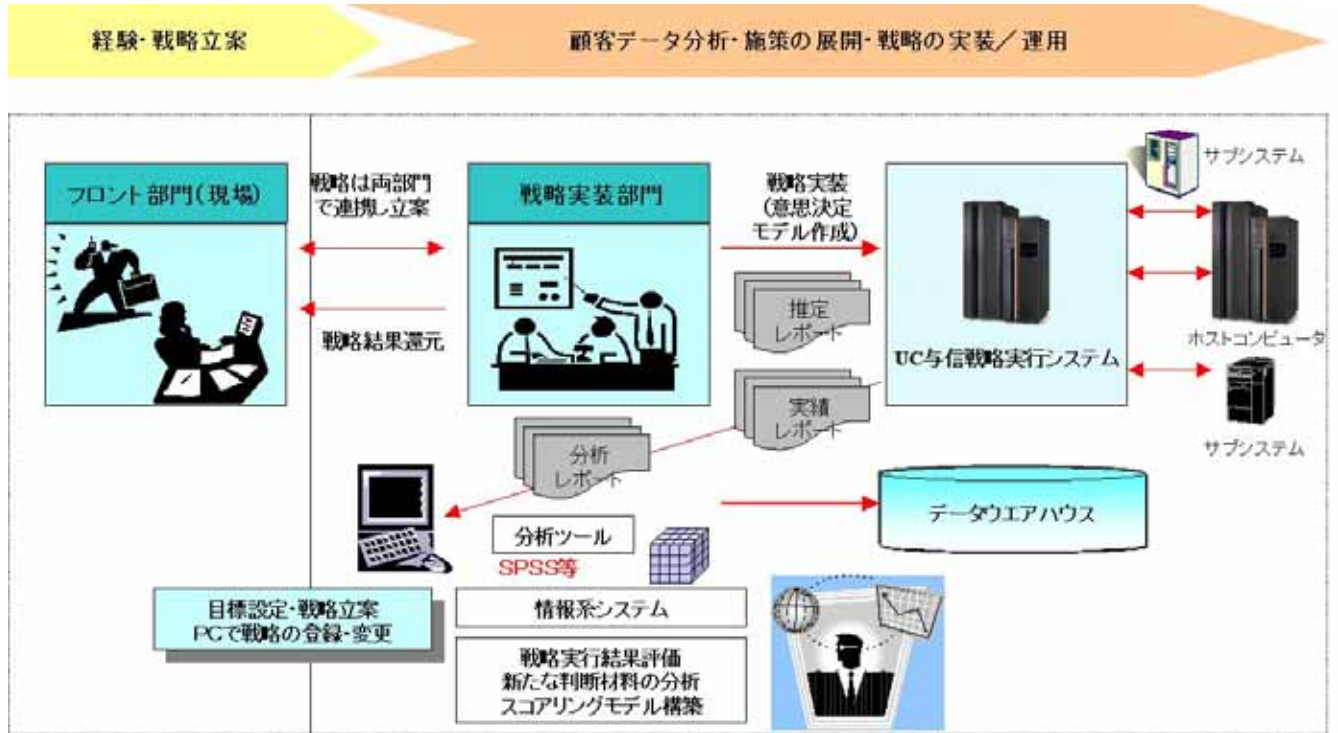 経験・戦略立案
顧客データ分析・施策の展開・戦略の実装／運用
フロント部門(現場)
戦略は両部門
で連携し立案
戦略結果還元
戦略実装部門
戦略実装
(意思決定
モデル作成)
推定
レポート
実績
レポート
分析
レポート
UC与信戦略実行システム
サブシステム
ホストコンピュータ
サブシステム
データウエアハウス
分析ツール
SPSS等
目標設定・戦略立案
PCで戦略の登録・変更
情報系システム
戦略実行結果評価
新たな判断材料の分析
スコアリングモデル構築